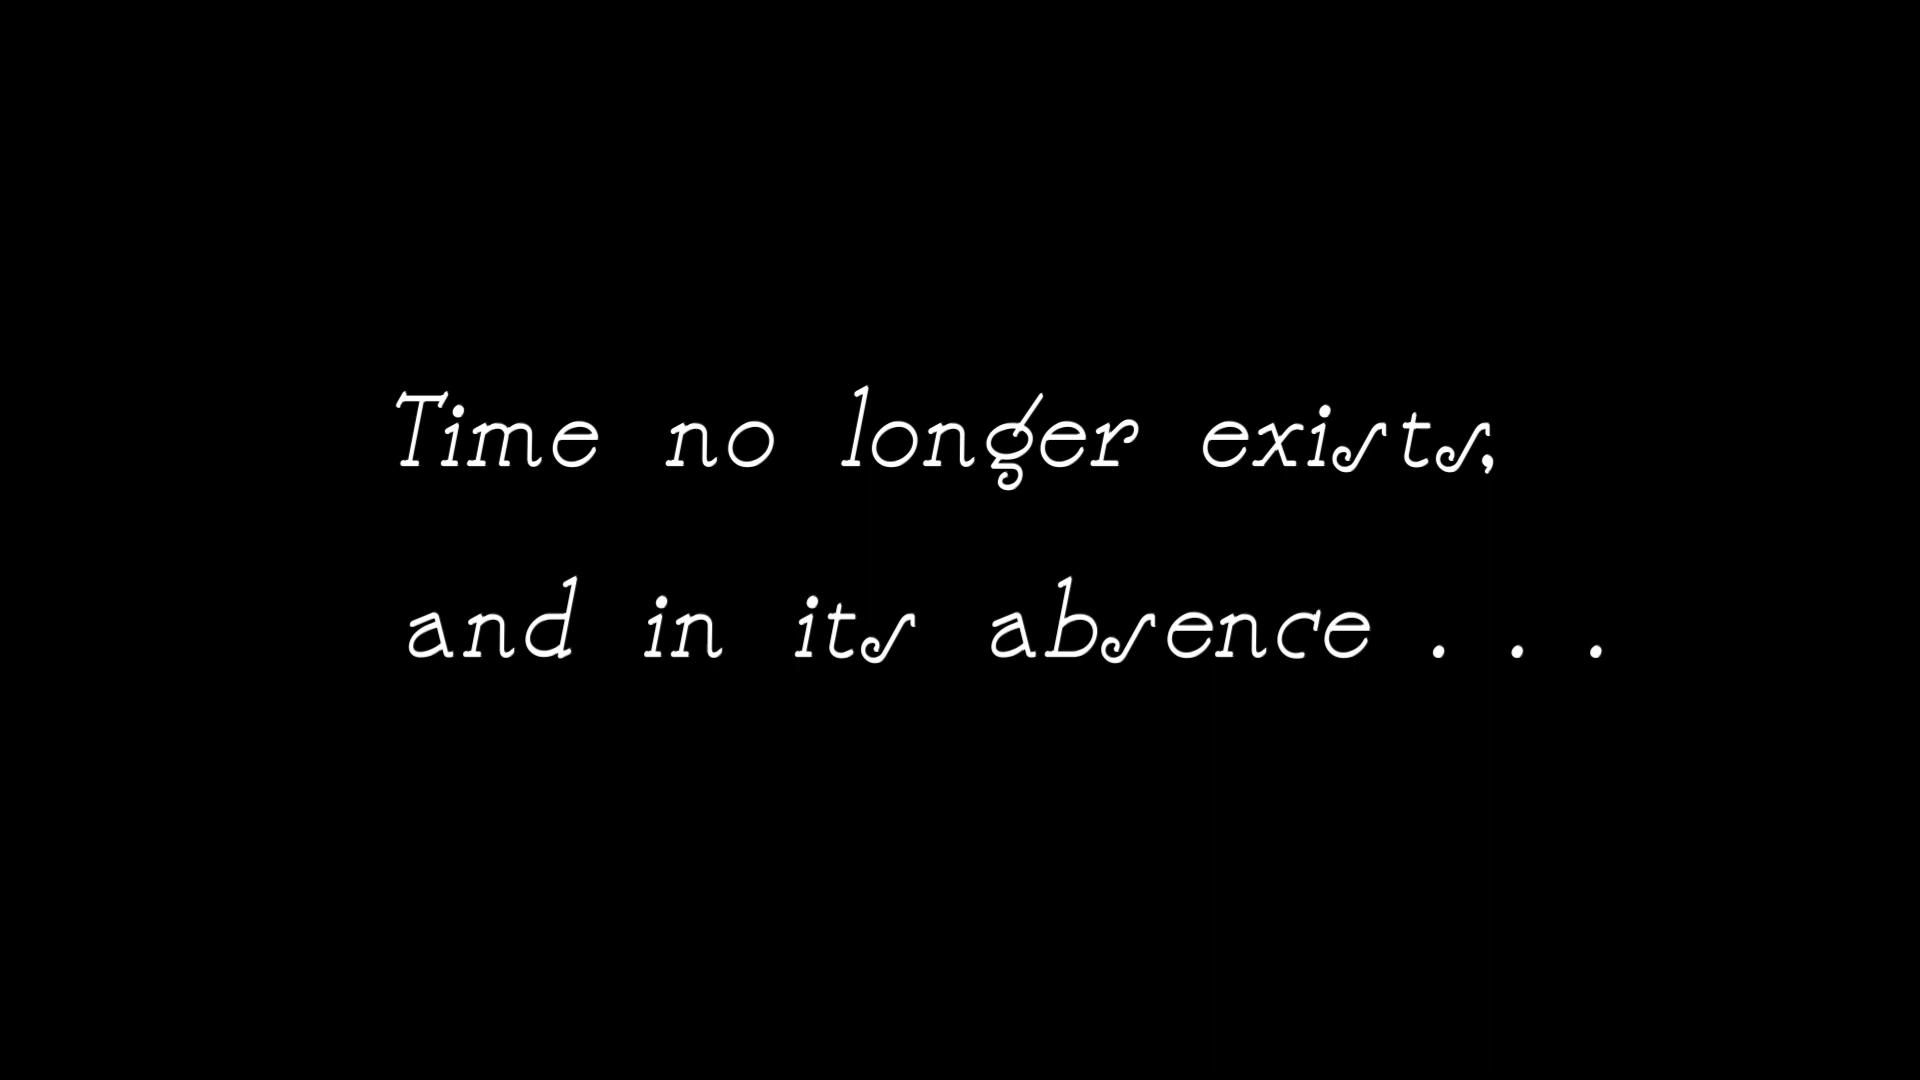 Time no longer exists,
and in its absence . . .